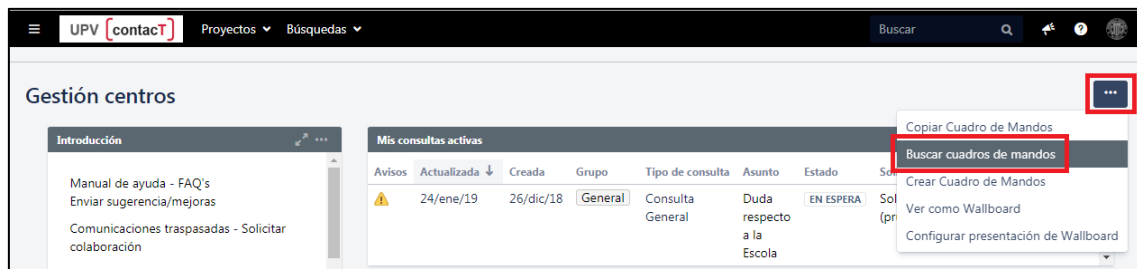 UPV [contacT] Proyectos Búsquedas Buscar
Gestión centros
Introducción
Manual de ayuda - FAQ's
Enviar sugerencia/mejoras
Comunicaciones traspasadas - Solicitar
colaboración
Mis consultas activas
Avisos Actualizada ↓ Creada Grupo Tipo de consulta Asunto Estado
24/ene/19 26/dic/18 General Consulta General Duda respecto a la Escola EN ESPERA
Copiar Cuadro de Mandos
Buscar cuadros de mandos
Crear Cuadro de Mandos
Ver como Wallboard
Configurar presentación de Wallboard